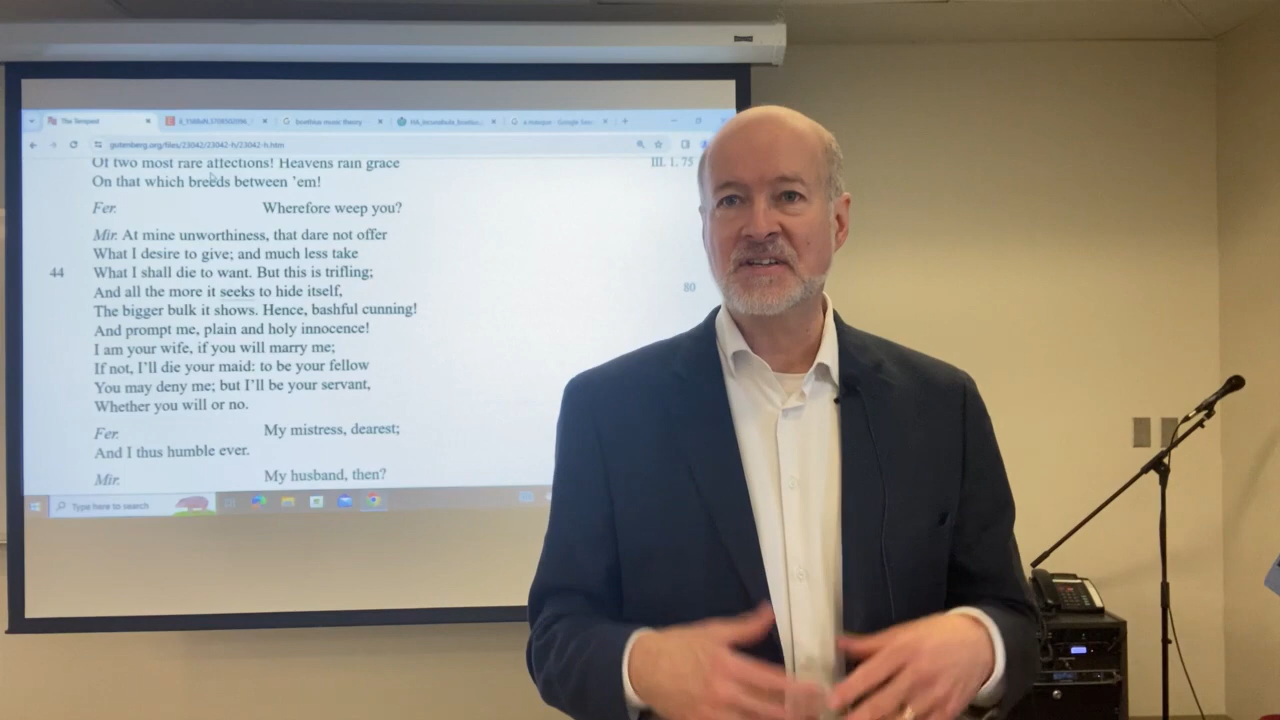 The Tempest
boethius music theory
a masque - Google Sea
gutenberg.org/files/23042/23042-h/23042-h.htm
Of two most rare affections! Heavens rain grace III. 1. 75
On that which breeds between 'em!
Fer. Wherefore weep you?
Mir. At mine unworthiness, that dare not offer
What I desire to give; and much less take
44 What I shall die to want. But this is trifling;
And all the more it seeks to hide itself, 80
The bigger bulk it shows. Hence, bashful cunning!
And prompt me, plain and holy innocence!
I am your wife, if you will marry me;
If not, I'll die your maid: to be your fellow
You may deny me; but I'll be your servant,
Whether you will or no.
Fer. My mistress, dearest;
And I thus humble ever.
Mir. My husband, then?
Type here to search